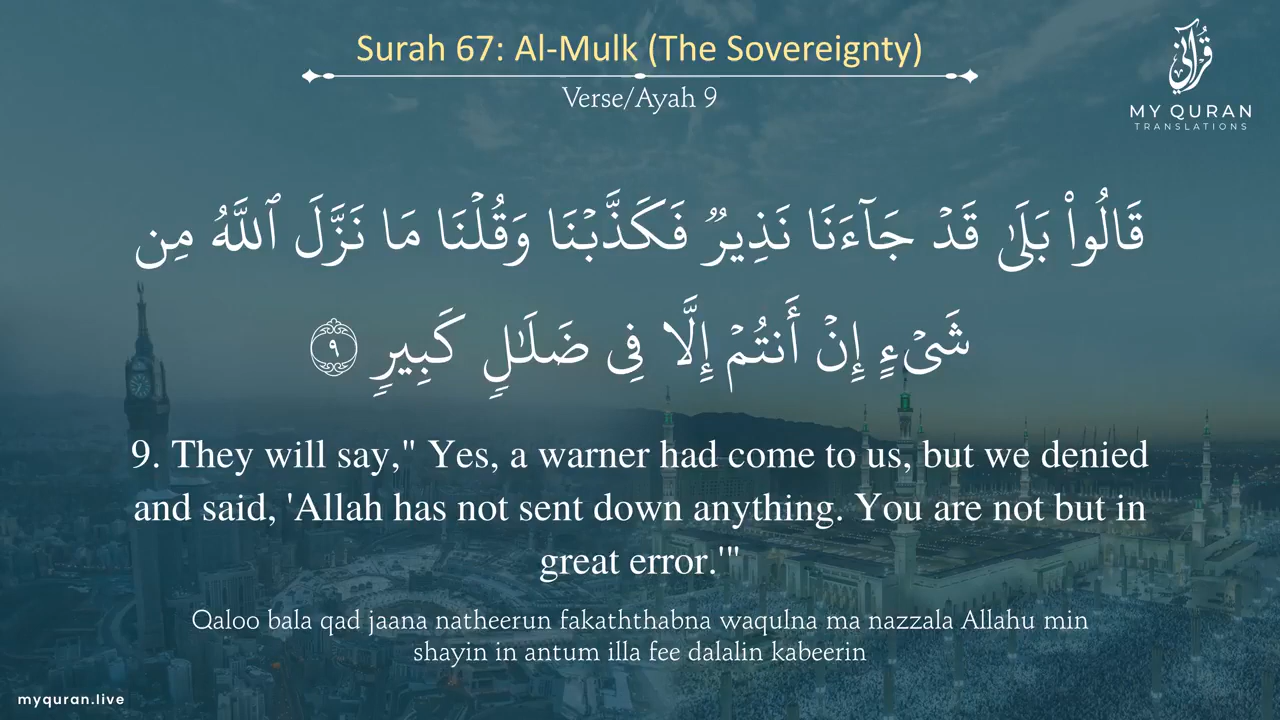 Surah 67: Al-Mulk (The Sovereignty)
Verse/Ayah 9
قُرآني
MY QURAN
TRANSLATIONS
قَالُوا۟ بَلَىٰ قَدْ جَآءَنَا نَذِيرٌ فَكَذَّبْنَا وَقُلْنَا مَا نَزَّلَ ٱللَّهُ مِن
شَىْءٍ إِنْ أَنتُمْ إِلَّا فِى ضَلَـٰلٍ كَبِيرٍ ٩
9. They will say," Yes, a warner had come to us, but we denied
and said, 'Allah has not sent down anything. You are not but in
great error.'"
Qaloo bala qad jaana natheerun fakaththabna waqulna ma nazzala Allahu min
shayin in antum illa fee dalalin kabeerin
myquran.live